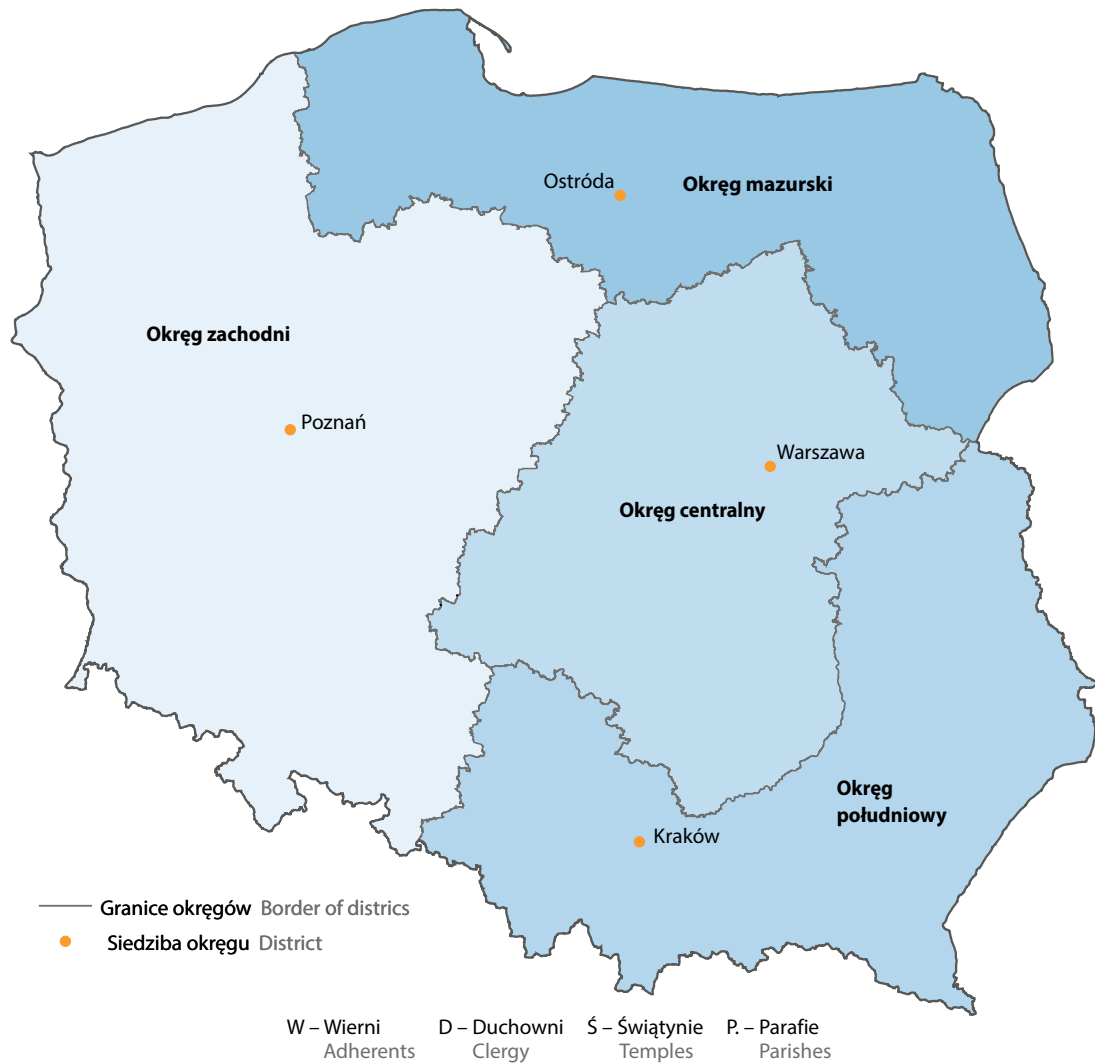 Ostróda
Okręg mazurski
Okręg zachodni
Poznań
Warszawa
Okręg centralny
Okręg
południowy
Kraków
Granice okręgów Border of districs
Siedziba okręgu District
W – Wierni D – Duchowni Ś – Świątynie P. – Parafie
Adherents Clergy Temples Parishes